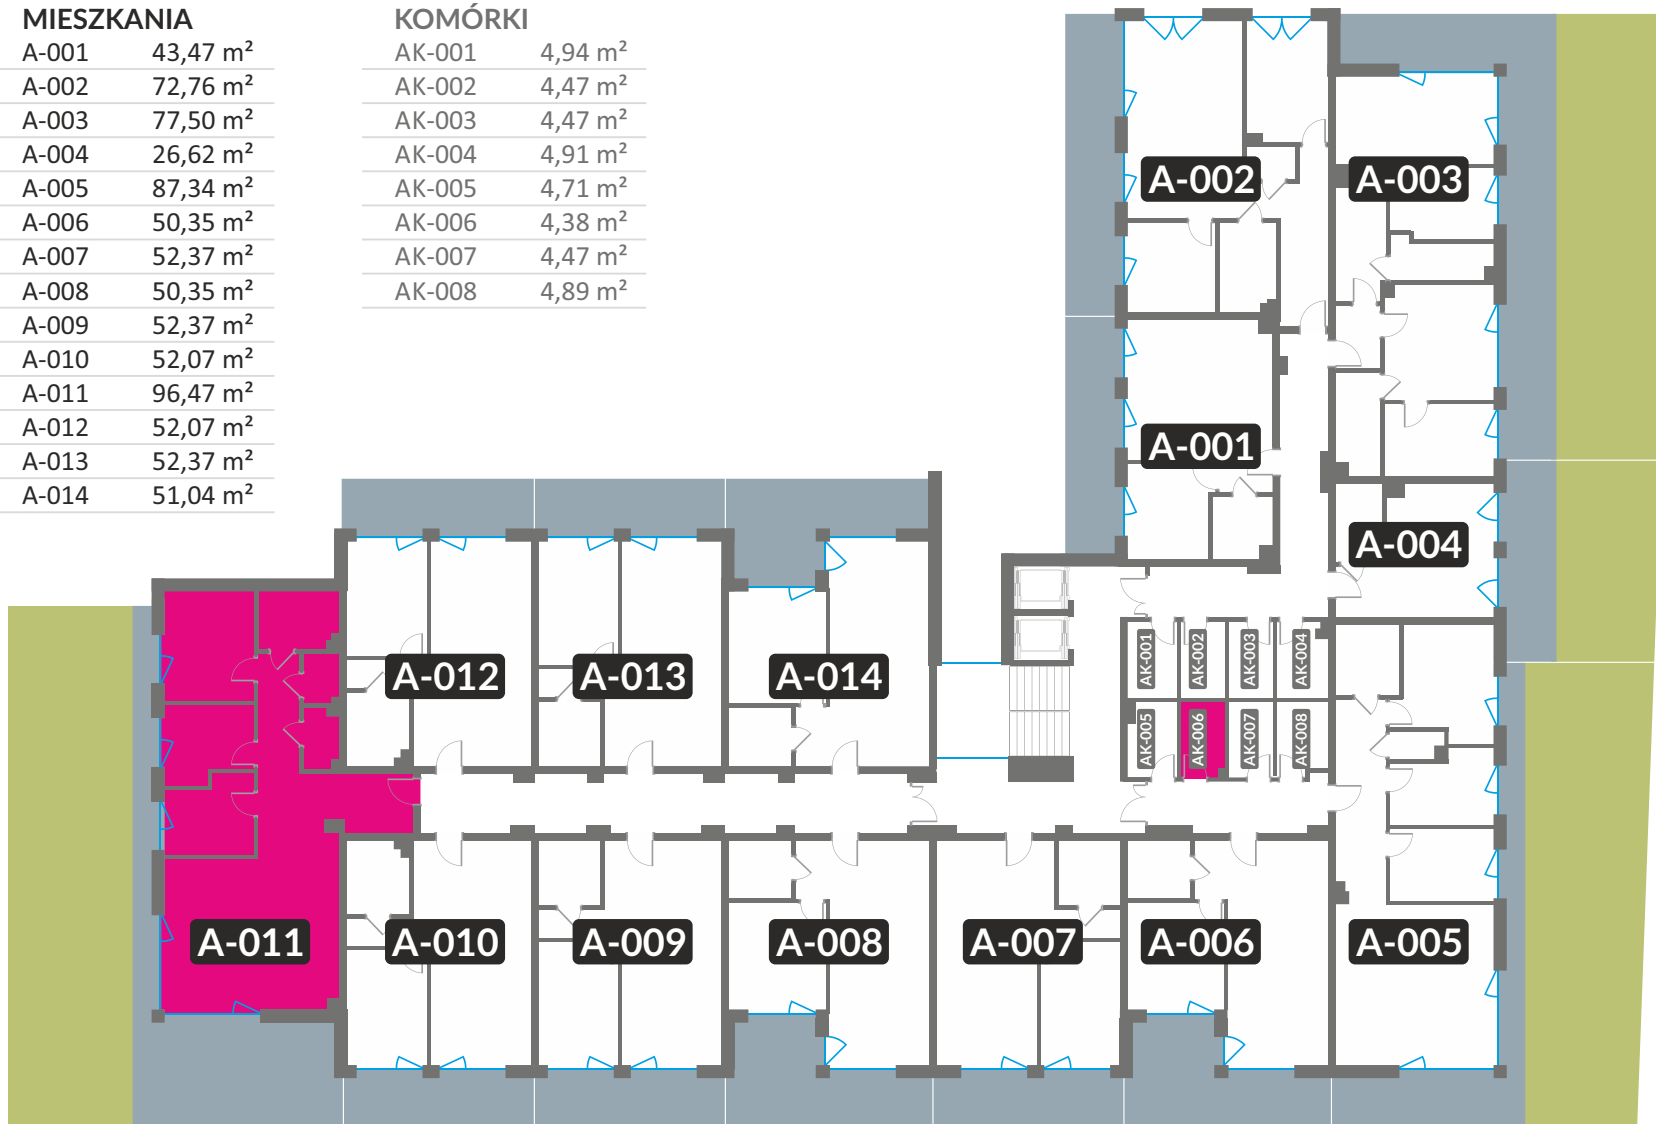 MIESZKANIA
A-001 43,47 m²
A-002 72,76 m²
A-003 77,50 m²
A-004 26,62 m²
A-005 87,34 m²
A-006 50,35 m²
A-007 52,37 m²
A-008 50,35 m²
A-009 52,37 m²
A-010 52,07 m²
A-011 96,47 m²
A-012 52,07 m²
A-013 52,37 m²
A-014 51,04 m²
KOMÓRKI
AK-001 4,94 m²
AK-002 4,47 m²
AK-003 4,47 m²
AK-004 4,91 m²
AK-005 4,71 m²
AK-006 4,38 m²
AK-007 4,47 m²
AK-008 4,89 m²
A-002
A-003
A-001
A-004
AK-001
AK-002
AK-003
AK-004
A-012
A-013
A-014
AK-005
AK-006
AK-007
AK-008
A-011
A-010
A-009
A-008
A-007
A-006
A-005